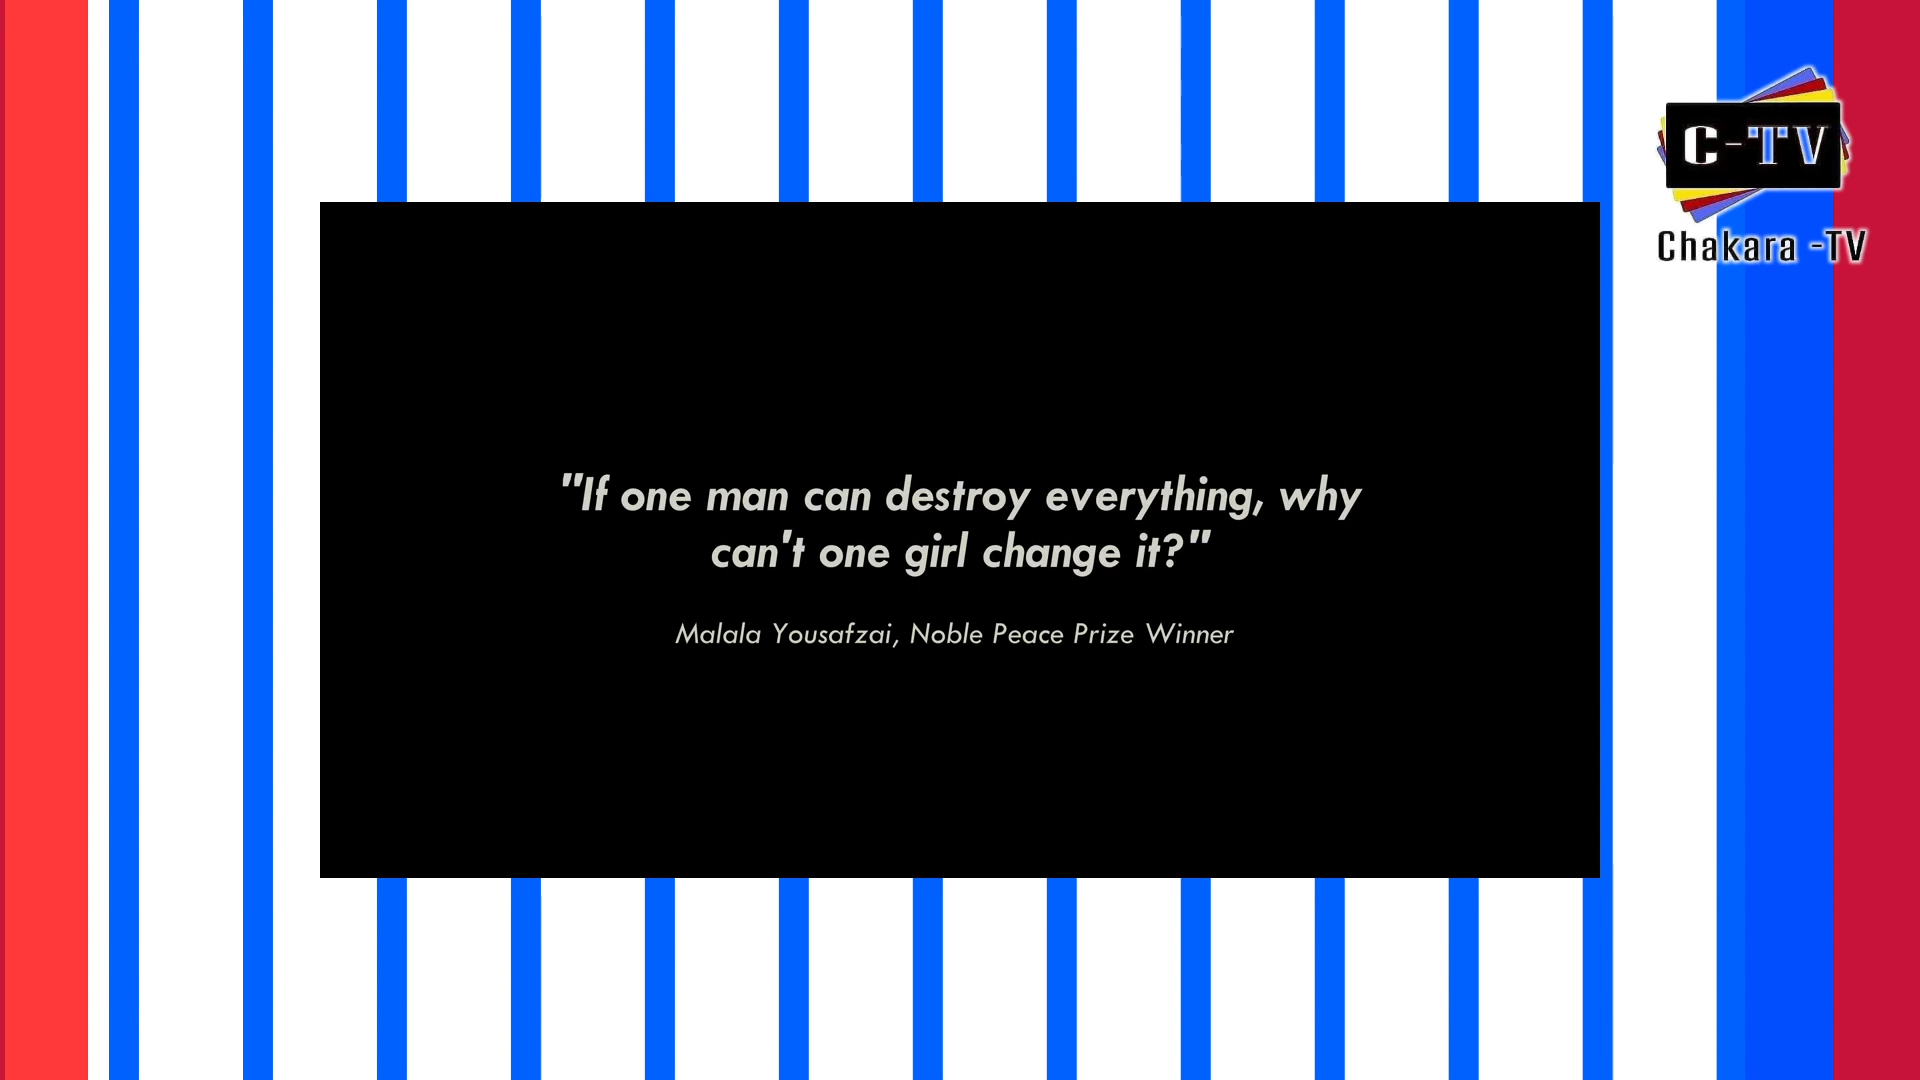 C-TV
Chakara -TV
"If one man can destroy everything, why
can't one girl change it?"
Malala Yousafzai, Noble Peace Prize Winner